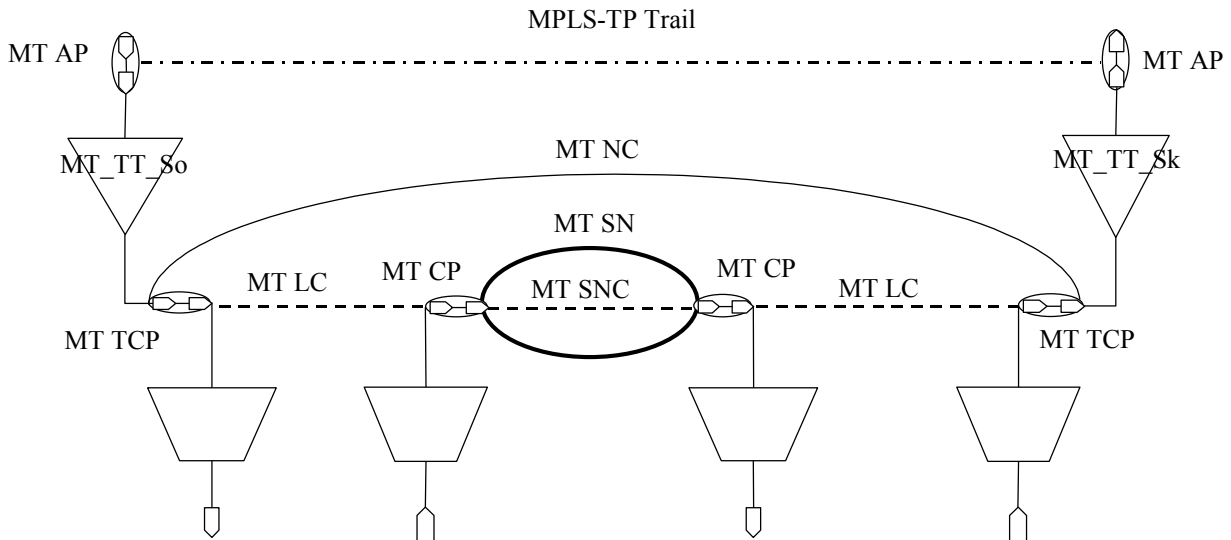 MPLS-TP Trail
MT AP
MT AP
MT_TT_So
MT NC
MT_TT_Sk
MT SN
MT LC
MT CP
MT SNC
MT CP
MT LC
MT TCP
MT TCP